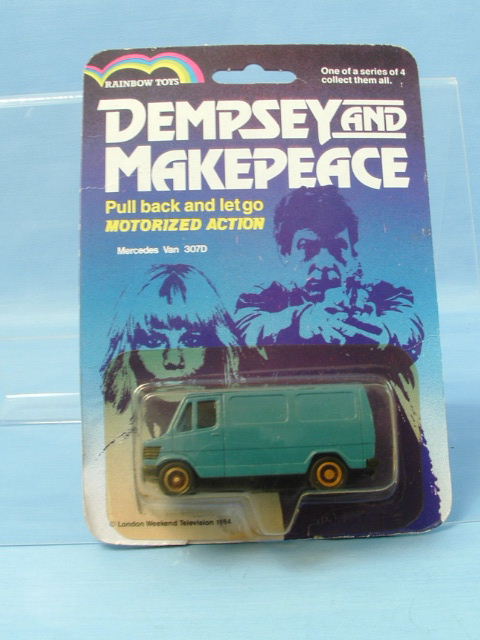 RAINBOW TOYS
One of a series of 4
collect them all.
DEMPSEY AND
MAKEPEACE
Pull back and let go
MOTORIZED ACTION
Mercedes Van 307D
© London Weekend Television 1984